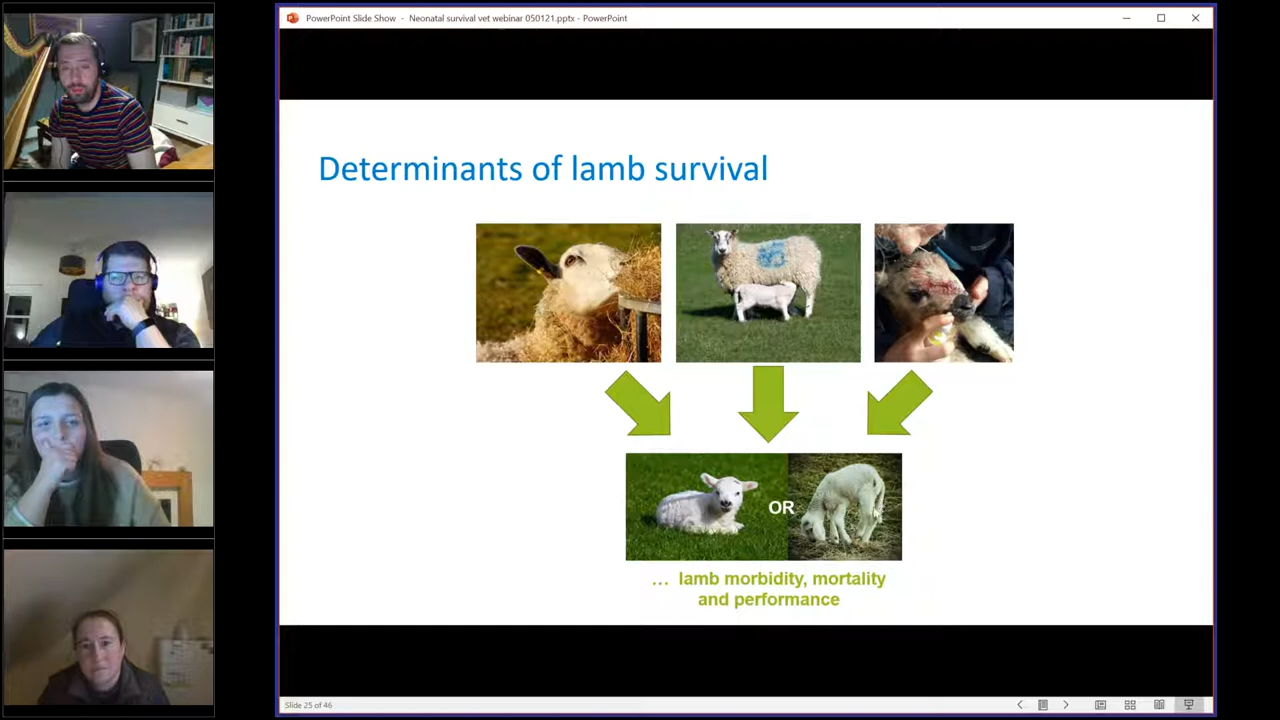 PowerPoint Slide Show - Neonatal survival vet webinar 050121.pptx - PowerPoint
Determinants of lamb survival
OR
… lamb morbidity, mortality
and performance
Slide 25 of 46